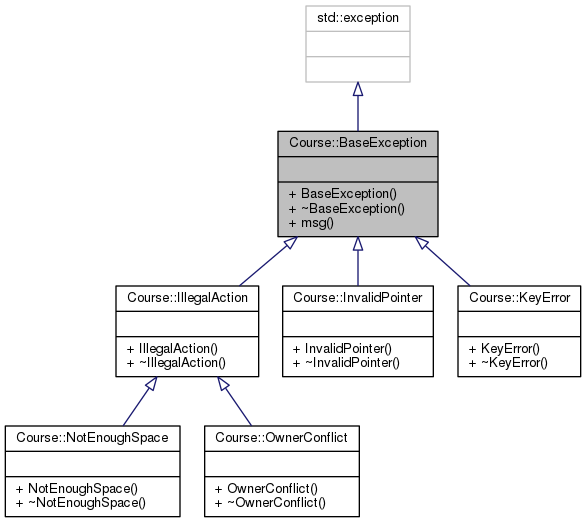 std::exception
Course::BaseException
+ BaseException()
+ ~BaseException()
+ msg()
Course::IllegalAction
+ IllegalAction()
+ ~IllegalAction()
Course::InvalidPointer
+ InvalidPointer()
+ ~InvalidPointer()
Course::KeyError
+ KeyError()
+ ~KeyError()
Course::NotEnoughSpace
+ NotEnoughSpace()
+ ~NotEnoughSpace()
Course::OwnerConflict
+ OwnerConflict()
+ ~OwnerConflict()